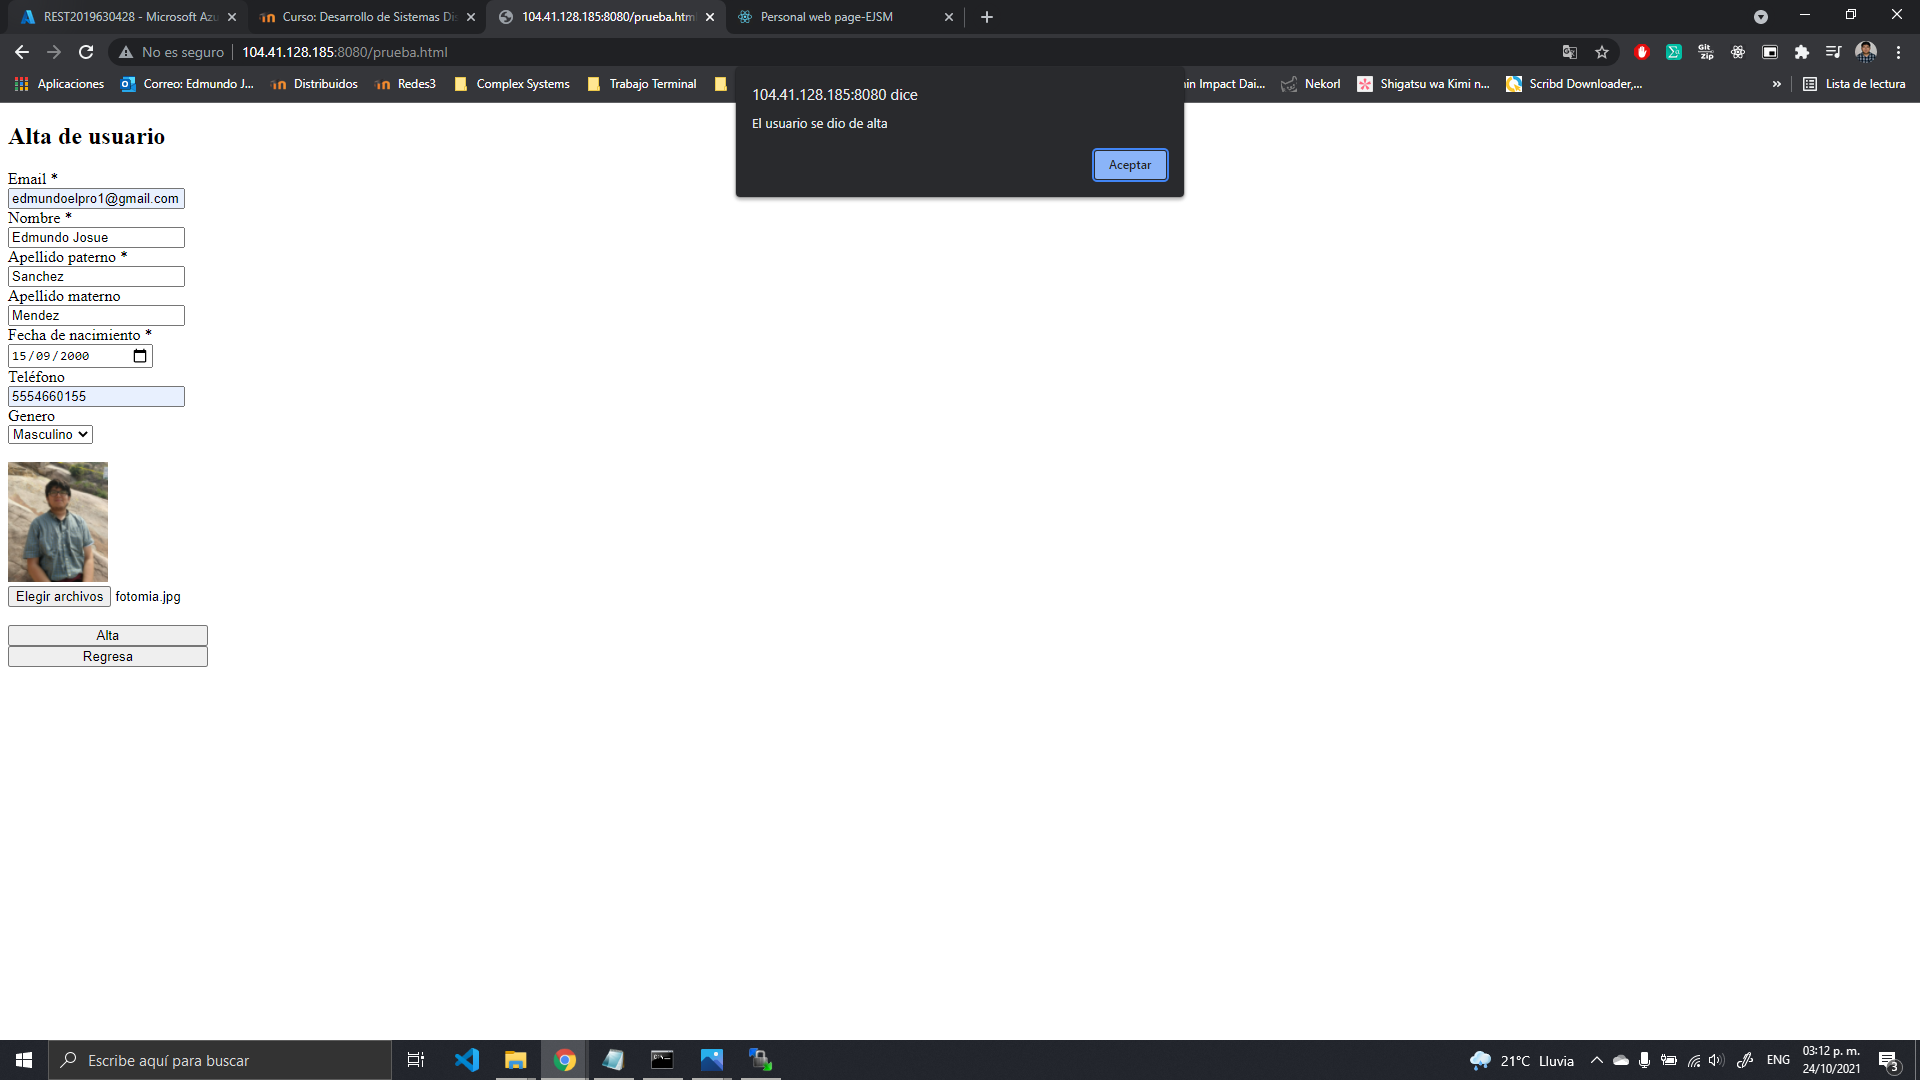 REST2019630428 - Microsoft Azu
Curso: Desarrollo de Sistemas Dis
104.41.128.185:8080/prueba.html
Personal web page-EJSM
No es seguro
104.41.128.185:8080/prueba.html
Git
zip
Aplicaciones
Correo: Edmundo J...
Distribuidos
Redes3
Complex Systems
Trabajo Terminal
in Impact Dai...
Nekorl
Shigatsu wa Kimi n...
Scribd Downloader,...
»
Lista de lectura
104.41.128.185:8080 dice
El usuario se dio de alta
Aceptar
Alta de usuario
Email *
edmundoelpro1@gmail.com
Nombre *
Edmundo Josue
Apellido paterno *
Sanchez
Apellido materno
Mendez
Fecha de nacimiento *
15/09/2000
Teléfono
5554660155
Genero
Masculino
Elegir archivos fotomia.jpg
Alta
Regresa
Escribe aquí para buscar
21°C Lluvia
ENG
03:12 p. m.
24/10/2021
3